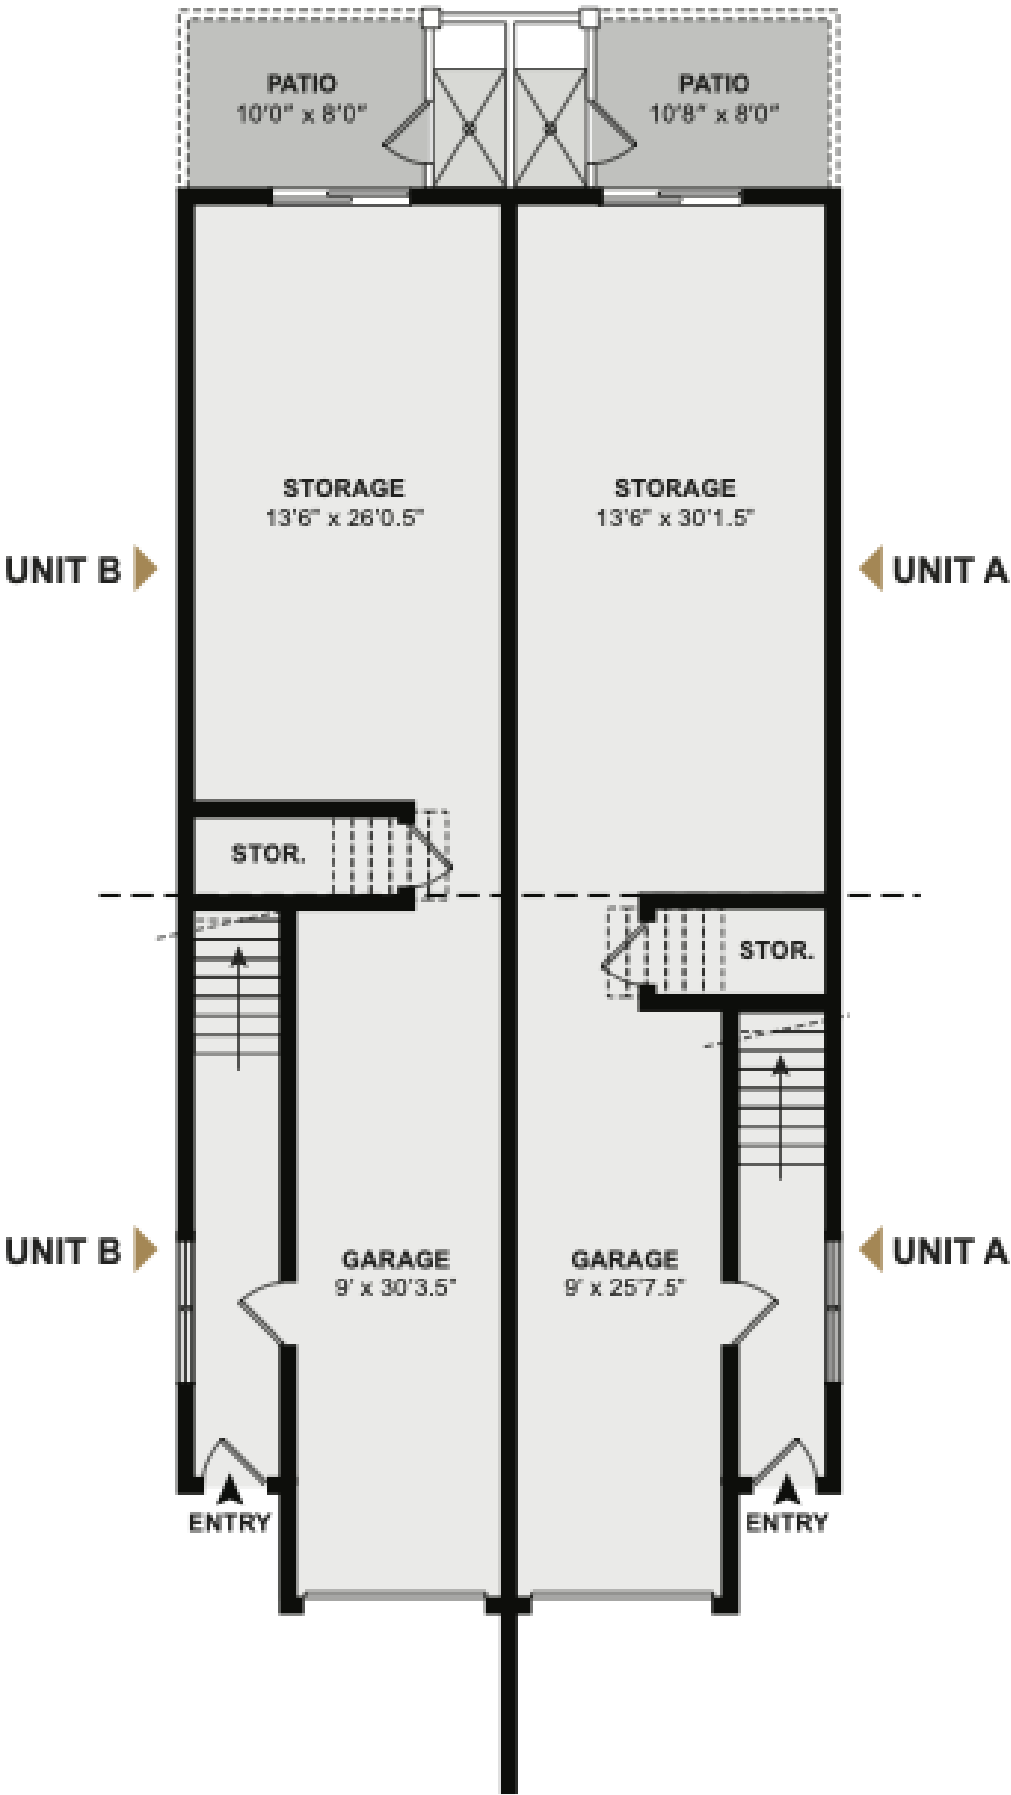 PATIO
10'0" x 8'0"
PATIO
10'8" x 8'0"
STORAGE
13'6" x 26'0.5"
STORAGE
13'6" x 30'1.5"
UNIT B
UNIT A
STOR.
STOR.
UNIT B
UNIT A
GARAGE
9' x 30'3.5"
GARAGE
9' x 25'7.5"
ENTRY
ENTRY